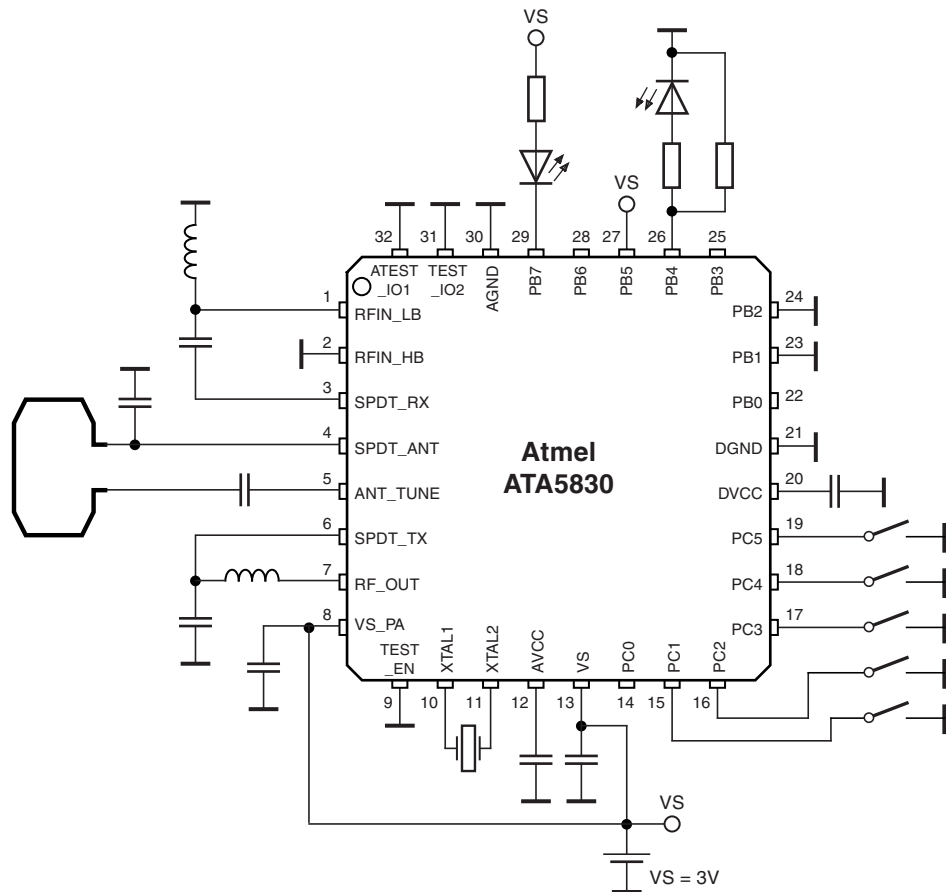 VS
VS
32
31
30
29
28
27
26
25
ATEST
_IO1
TEST
_IO2
AGND
PB7
PB6
PB5
PB4
PB3
1
RFIN_LB
2
RFIN_HB
3
SPDT_RX
4
SPDT_ANT
5
ANT_TUNE
6
SPDT_TX
7
RF_OUT
8
VS_PA
Atmel
ATA5830
PB2
24
PB1
23
PB0
22
DGND
21
DVCC
20
PC5
19
PC4
18
PC3
17
TEST
_EN
XTAL1
XTAL2
AVCC
VS
PC0
PC1
PC2
9
10
11
12
13
14
15
16
VS
VS = 3V